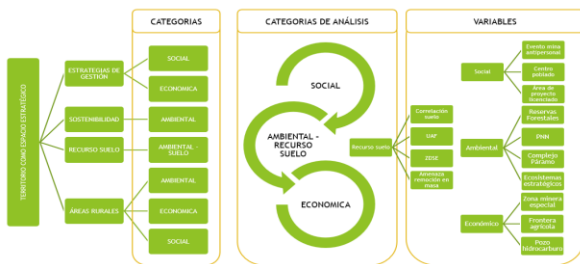 CATEGORIAS
CATEGORIAS DE ANÁLISIS
VARIABLES
TERRITORIO COMO ESPACIO ESTRATÉGICO
ESTRATEGIAS DE
GESTIÓN
SOSTENIBILIDAD
RECURSO SUELO
ÁREAS RURALES
SOCIAL
ECONOMICA
AMBIENTAL
AMBIENTAL -
SUELO
AMBIENTAL
ECONOMICA
SOCIAL
SOCIAL
AMBIENTAL -
RECURSO
SUELO
ECONOMICA
Recurso suelo
Correlación
suelo
UAF
ZESE
Amenaza
remoción en
masa
Social
Evento mina
antipersonal
Centro
poblado
Área de
proyecto
licenciado
Ambiental
Reservas
Forestales
PNN
Complejo
Páramo
Ecosistemas
estratégicos
Económico
Zona minera
especial
Frontera
agrícola
Pozo
hidrocarburo